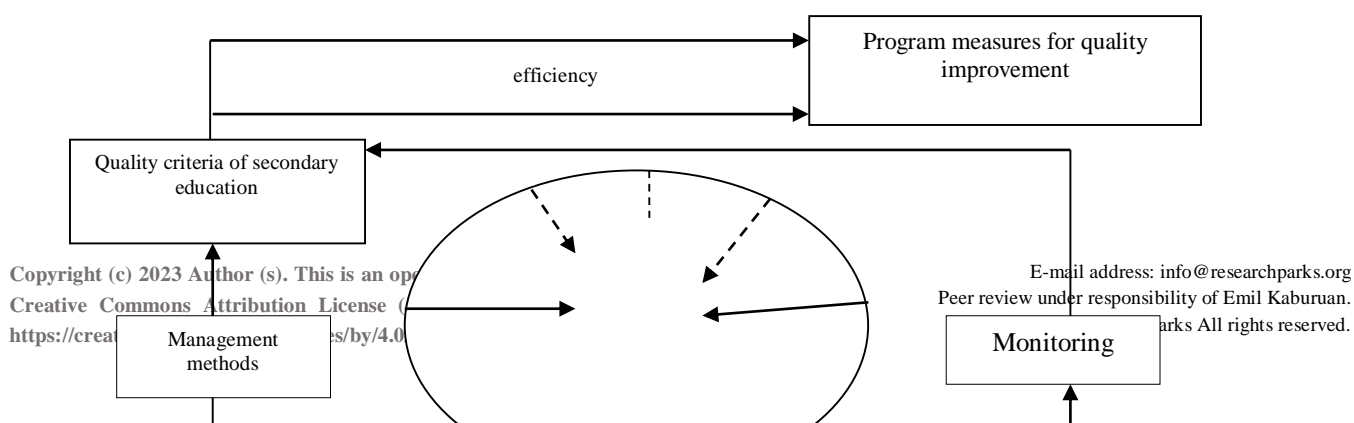 Program measures for quality
improvement
efficiency
Quality criteria of secondary
education
Copyright (c) 2023 Author (s). This is an
Creative Commons Attribution License
https://creat
es/by/4.0
Management
methods
E-mail address: info@researchparks.org
Peer review under responsibility of Emil Kaburuan.
arks All rights reserved.
Monitoring